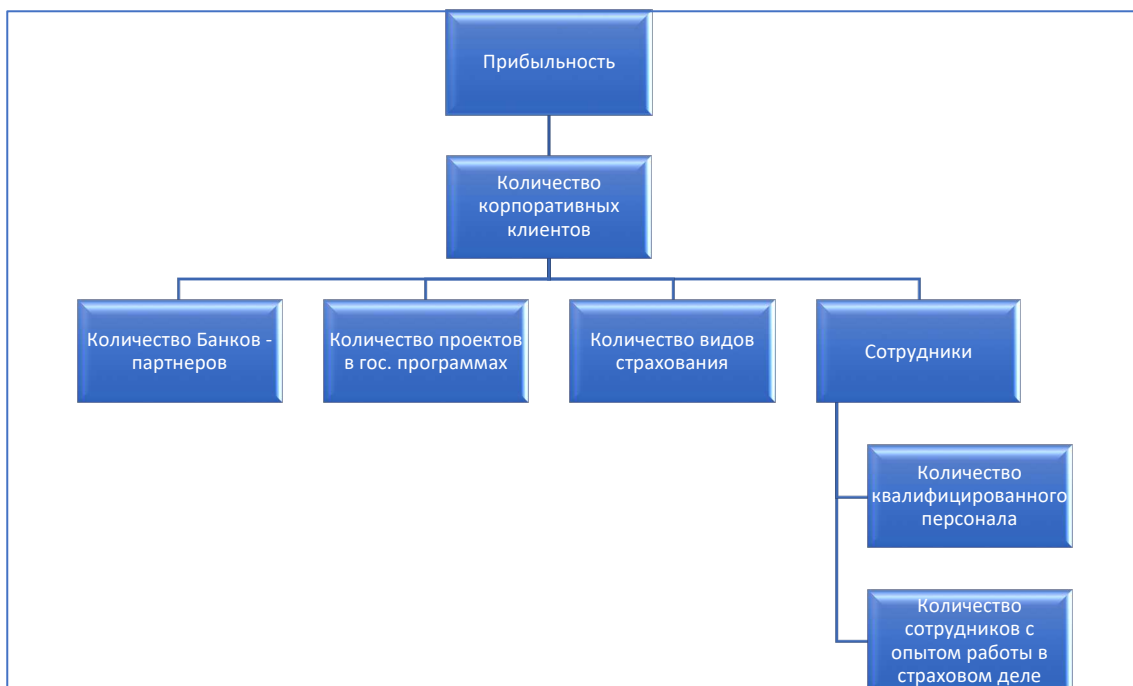 Прибыльность
Количество
корпоративных
клиентов
Количество Банков -
партнеров
Количество проектов
в гос. программах
Количество видов
страхования
Сотрудники
Количество
квалифицированного
персонала
Количество
сотрудников с
опытом работы в
страховом деле